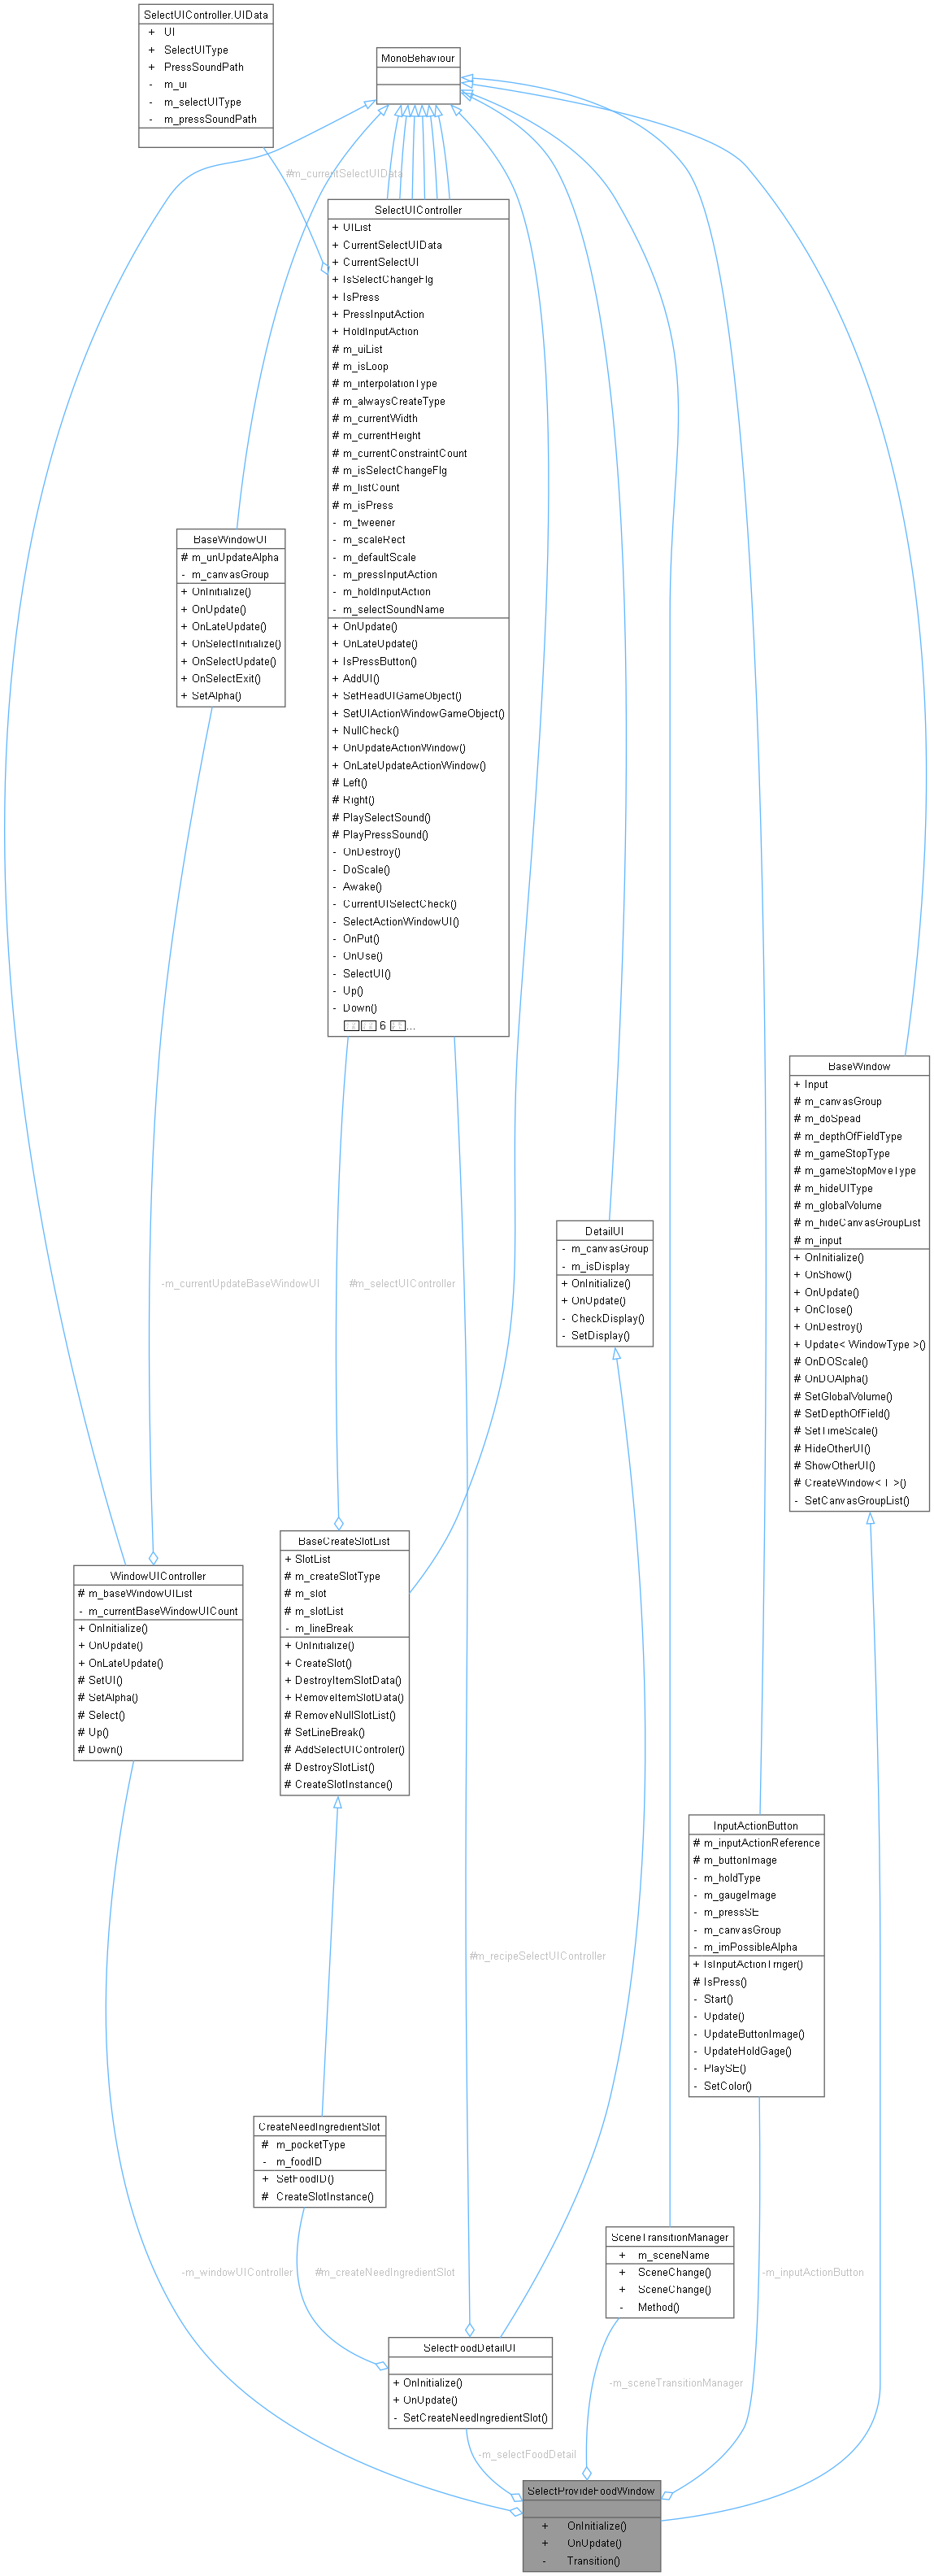 SelectUIController.UIData
+ UI
+ SelectUIType
+ PressSoundPath
- m_ui
- m_selectUIType
- m_pressSoundPath
MonoBehaviour
#m_currentSelectUIData
SelectUIController
+ UIList
+ CurrentSelectUIData
+ CurrentSelectUI
+ IsSelectChangeFlg
+ IsPress
+ PressInputAction
+ HoldInputAction
# m_uiList
# m_isLoop
# m_interpolationType
# m_alwaysCreateType
# m_currentWidth
# m_currentHeight
# m_currentConstraintCount
# m_isSelectChangeFlg
# m_listCount
# m_isPress
- m_tweener
- m_scaleRect
- m_defaultScale
- m_pressInputAction
- m_holdInputAction
- m_selectSoundName
+ OnUpdate()
+ OnLateUpdate()
+ IsPressButton()
+ AddUI()
+ SetHeadUIGameObject()
+ SetUIActionWindowGameObject()
+ NullCheck()
+ OnUpdateActionWindow()
+ OnLateUpdateActionWindow()
# Left()
# Right()
# PlaySelectSound()
# PlayPressSound()
- OnDestroy()
- DoScale()
- Awake()
- CurrentUISelectCheck()
- SelectActionWindowUI()
- OnPut()
- OnUse()
- SelectUI()
- Up()
- Down()
6 ...
BaseWindowUI
# m_unUpdateAlpha
- m_canvasGroup
+ OnInitialize()
+ OnUpdate()
+ OnLateUpdate()
+ OnSelectInitialize()
+ OnSelectUpdate()
+ OnSelectExit()
+ SetAlpha()
BaseWindow
+ Input
# m_canvasGroup
# m_doSpead
# m_depthOfFieldType
# m_gameStopType
# m_gameStopMoveType
# m_hideUIType
# m_globalVolume
# m_hideCanvasGroupList
# m_input
+ OnInitialize()
+ OnShow()
+ OnUpdate()
+ OnClose()
+ OnDestroy()
+ Update< WindowType >()
# OnDOScale()
# OnDOAlpha()
# SetGlobalVolume()
# SetDepthOfField()
# SetTimeScale()
# HideOtherUI()
# ShowOtherUI()
# CreateWindow< T >()
- SetCanvasGroupList()
DetailUI
- m_canvasGroup
- m_isDisplay
+ OnInitialize()
+ OnUpdate()
- CheckDisplay()
- SetDisplay()
-m_currentUpdateBaseWindowUI
#m_selectUIController
BaseCreateSlotList
+ SlotList
# m_createSlotType
# m_slot
# m_slotList
- m_lineBreak
+ OnInitialize()
+ CreateSlot()
+ DestroyItemSlotData()
+ RemoveItemSlotData()
# RemoveNullSlotList()
# SetLineBreak()
# AddSelectUIControler()
# DestroySlotList()
# CreateSlotInstance()
WindowUIController
# m_baseWindowUIList
- m_currentBaseWindowUICount
+ OnInitialize()
+ OnUpdate()
+ OnLateUpdate()
# SetUI()
# SetAlpha()
# Select()
# Up()
# Down()
InputActionButton
# m_inputActionReference
# m_buttonImage
- m_holdType
- m_gaugeImage
- m_pressSE
- m_canvasGroup
- m_imPossibleAlpha
+ IsInputActionTriger()
# IsPress()
- Start()
- Update()
- UpdateButtonImage()
- UpdateHoldGage()
- PlaySE()
- SetColor()
#m_recipeSelectUIController
CreateNeedIngredientSlot
# m_pocketType
- m_foodID
+ SetFoodID()
# CreateSlotInstance()
SceneTransitionManager
+ m_sceneName
+ SceneChange()
+ SceneChange()
- Method()
-m_windowUIController
#m_createNeedIngredientSlot
-m_inputActionButton
SelectFoodDetailUI
+ OnInitialize()
+ OnUpdate()
- SetCreateNeedIngredientSlot()
-m_sceneTransitionManager
-m_selectFoodDetail
SelectProvideFoodWindow
+ OnInitialize()
+ OnUpdate()
- Transition()